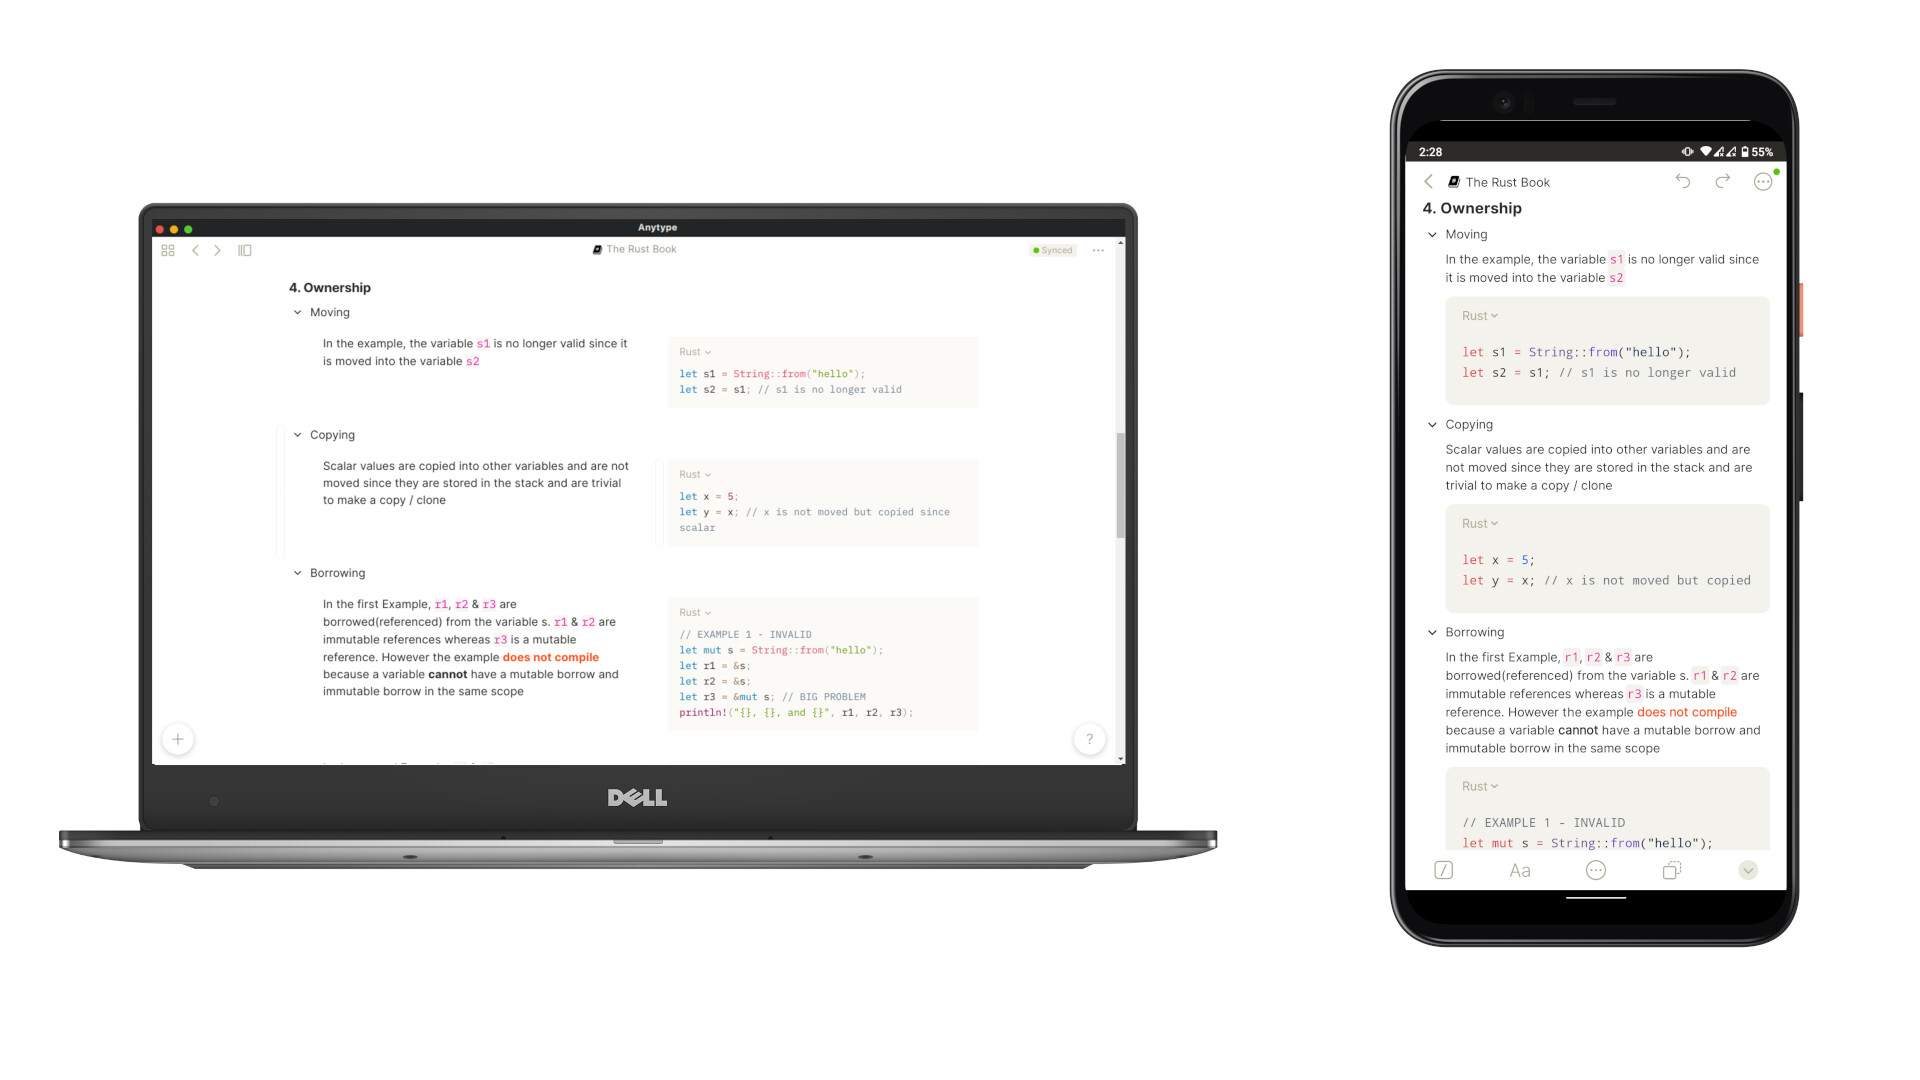 Anytype
The Rust Book
Synced
4. Ownership
Moving
In the example, the variable s1 is no longer valid since it
is moved into the variable s2
Rust
let s1 = String::from("hello");
let s2 = s1; // s1 is no longer valid
Copying
Scalar values are copied into other variables and are not
moved since they are stored in the stack and are trivial
to make a copy / clone
Rust
let x = 5;
let y = x; // x is not moved but copied since
scalar
Borrowing
In the first Example, r1, r2 & r3 are
borrowed(referenced) from the variable s. r1 & r2 are
immutable references whereas r3 is a mutable
reference. However the example does not compile
because a variable cannot have a mutable borrow and
immutable borrow in the same scope
Rust
// EXAMPLE 1 - INVALID
let mut s = String::from("hello");
let r1 = &s;
let r2 = &s;
let r3 = &mut s; // BIG PROBLEM
println!("{}, {}, and {}", r1, r2, r3);
+
?
DELL
2:28
55%
The Rust Book
4. Ownership
Moving
In the example, the variable s1 is no longer valid since
it is moved into the variable s2
Rust
let s1 = String::from("hello");
let s2 = s1; // s1 is no longer valid
Copying
Scalar values are copied into other variables and are
not moved since they are stored in the stack and are
trivial to make a copy / clone
Rust
let x = 5;
let y = x; // x is not moved but copied
Borrowing
In the first Example, r1, r2 & r3 are
borrowed(referenced) from the variable s. r1 & r2 are
immutable references whereas r3 is a mutable
reference. However the example does not compile
because a variable cannot have a mutable borrow and
immutable borrow in the same scope
Rust
// EXAMPLE 1 - INVALID
let mut s = String::from("hello");
/
Aa